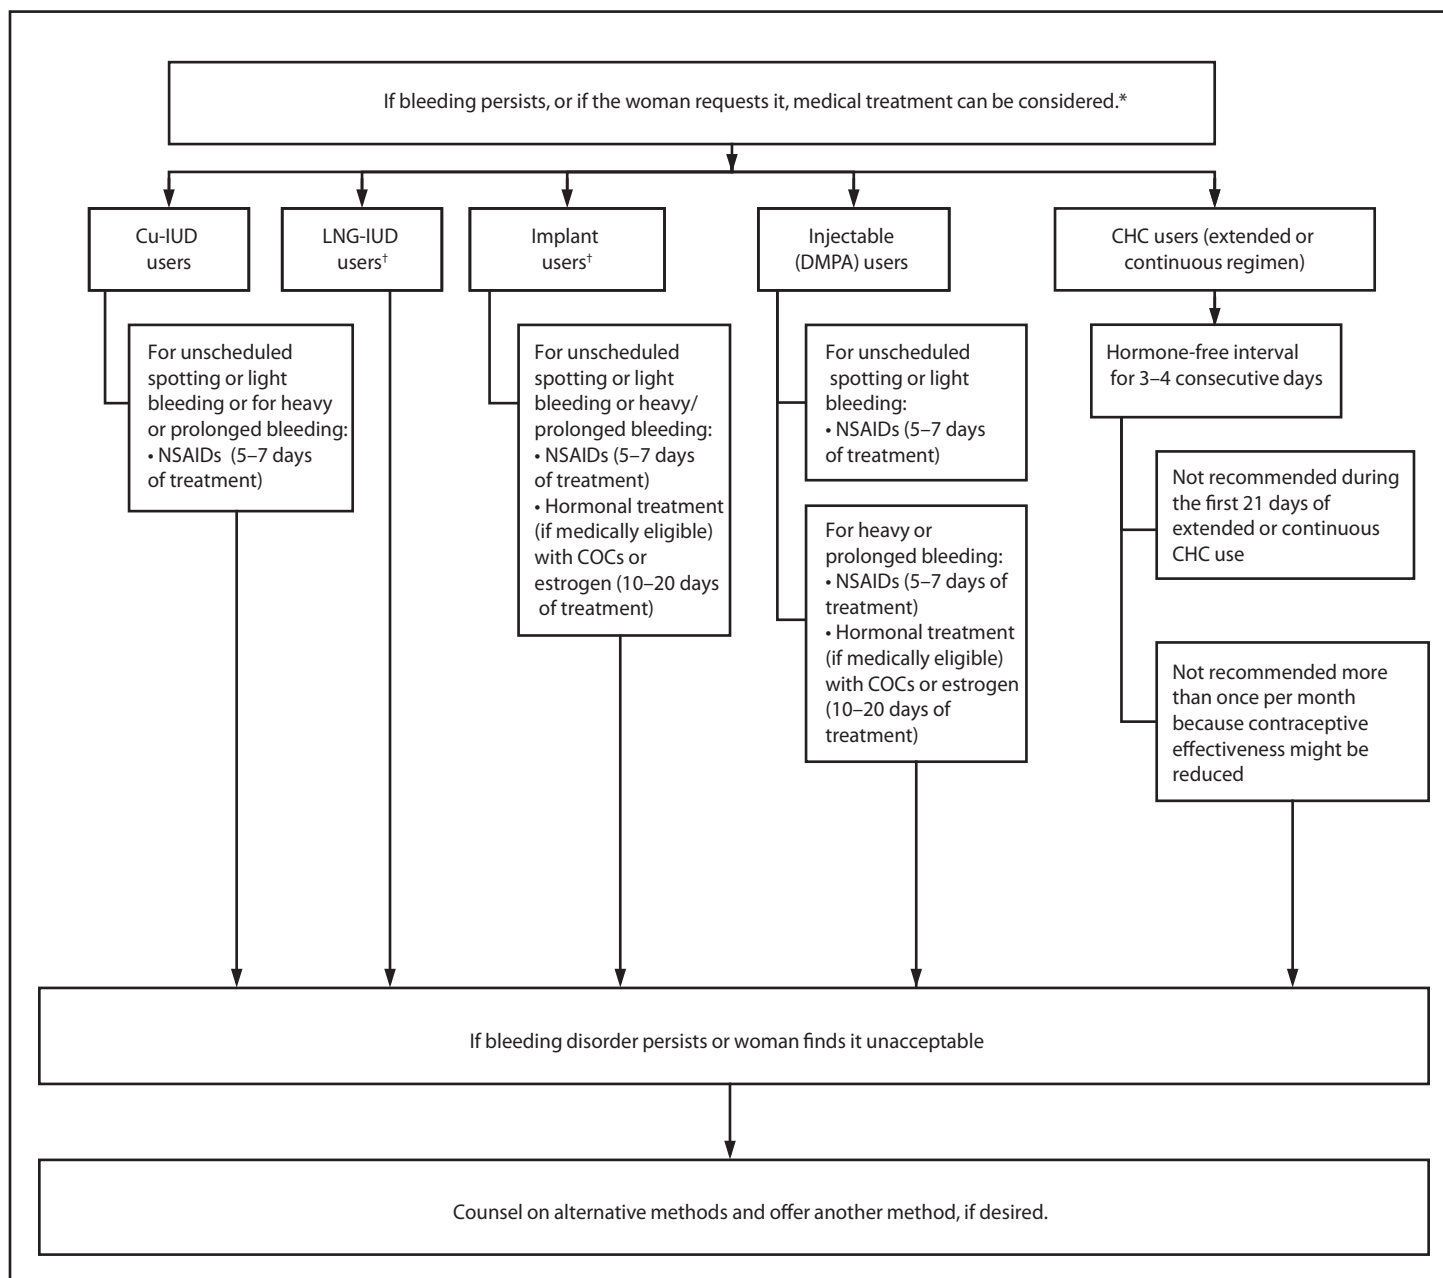 If bleeding persists, or if the woman requests it, medical treatment can be considered.*
Cu-IUD
users
LNG-IUD
users†
Implant
users†
Injectable
(DMPA) users
CHC users (extended or
continuous regimen)
For unscheduled
spotting or light
bleeding or for heavy
or prolonged bleeding:
• NSAIDs (5–7 days
of treatment)
For unscheduled
spotting or light
bleeding or heavy/
prolonged bleeding:
• NSAIDs (5–7 days
of treatment)
• Hormonal treatment
(if medically eligible)
with COCs or
estrogen (10–20 days
of treatment)
For unscheduled
spotting or light
bleeding:
• NSAIDs (5–7 days
of treatment)
For heavy or
prolonged bleeding:
• NSAIDs (5–7 days of
treatment)
• Hormonal treatment
(if medically eligible)
with COCs or estrogen
(10–20 days of
treatment)
Hormone-free interval
for 3–4 consecutive days
Not recommended during
the first 21 days of
extended or continuous
CHC use
Not recommended more
than once per month
because contraceptive
effectiveness might be
reduced
If bleeding disorder persists or woman finds it unacceptable
Counsel on alternative methods and offer another method, if desired.